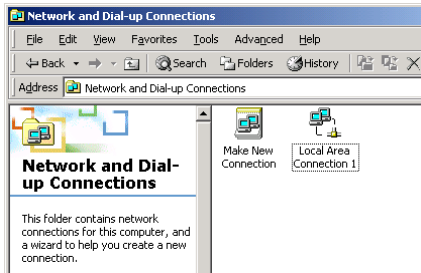 Network and Dial-up Connections
File Edit View Favorites Tools Advanced Help
Back Search Folders History
Address Network and Dial-up Connections
Network and Dial-
up Connections
This folder contains network
connections for this computer, and
a wizard to help you create a new
connection.
Make New
Connection
Local Area
Connection 1